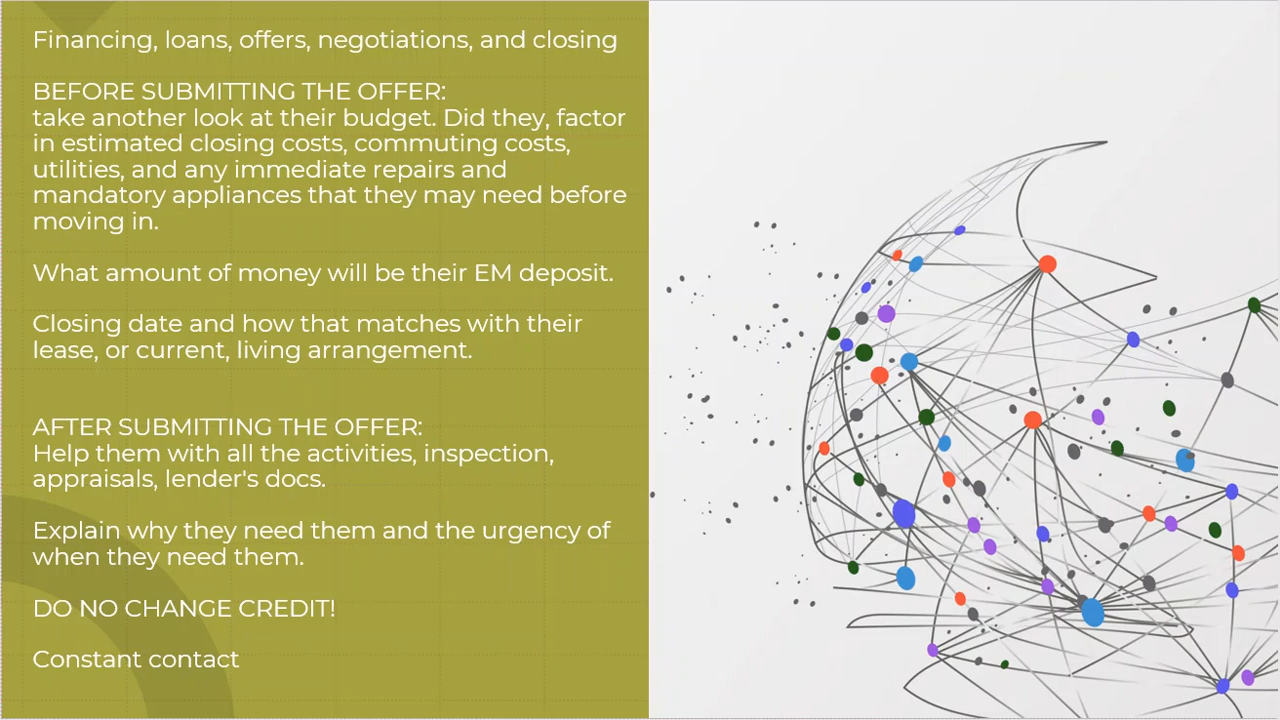 Financing, loans, offers, negotiations, and closing
BEFORE SUBMITTING THE OFFER:
take another look at their budget. Did they, factor
in estimated closing costs, commuting costs,
utilities, and any immediate repairs and
mandatory appliances that they may need before
moving in.
What amount of money will be their EM deposit.
Closing date and how that matches with their
lease, or current, living arrangement.
AFTER SUBMITTING THE OFFER:
Help them with all the activities, inspection,
appraisals, lender's docs.
Explain why they need them and the urgency of
when they need them.
DO NO CHANGE CREDIT!
Constant contact